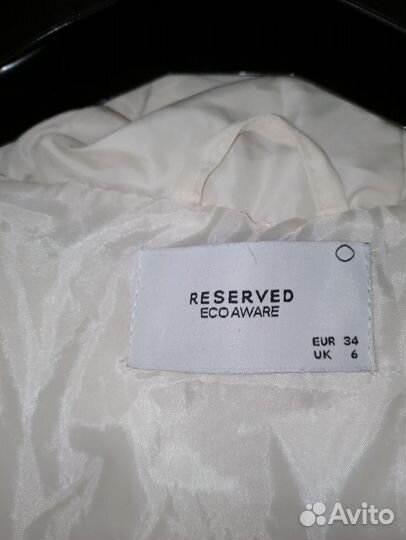 RESERVED
ECO AWARE
EUR 34
UK 6
Avito